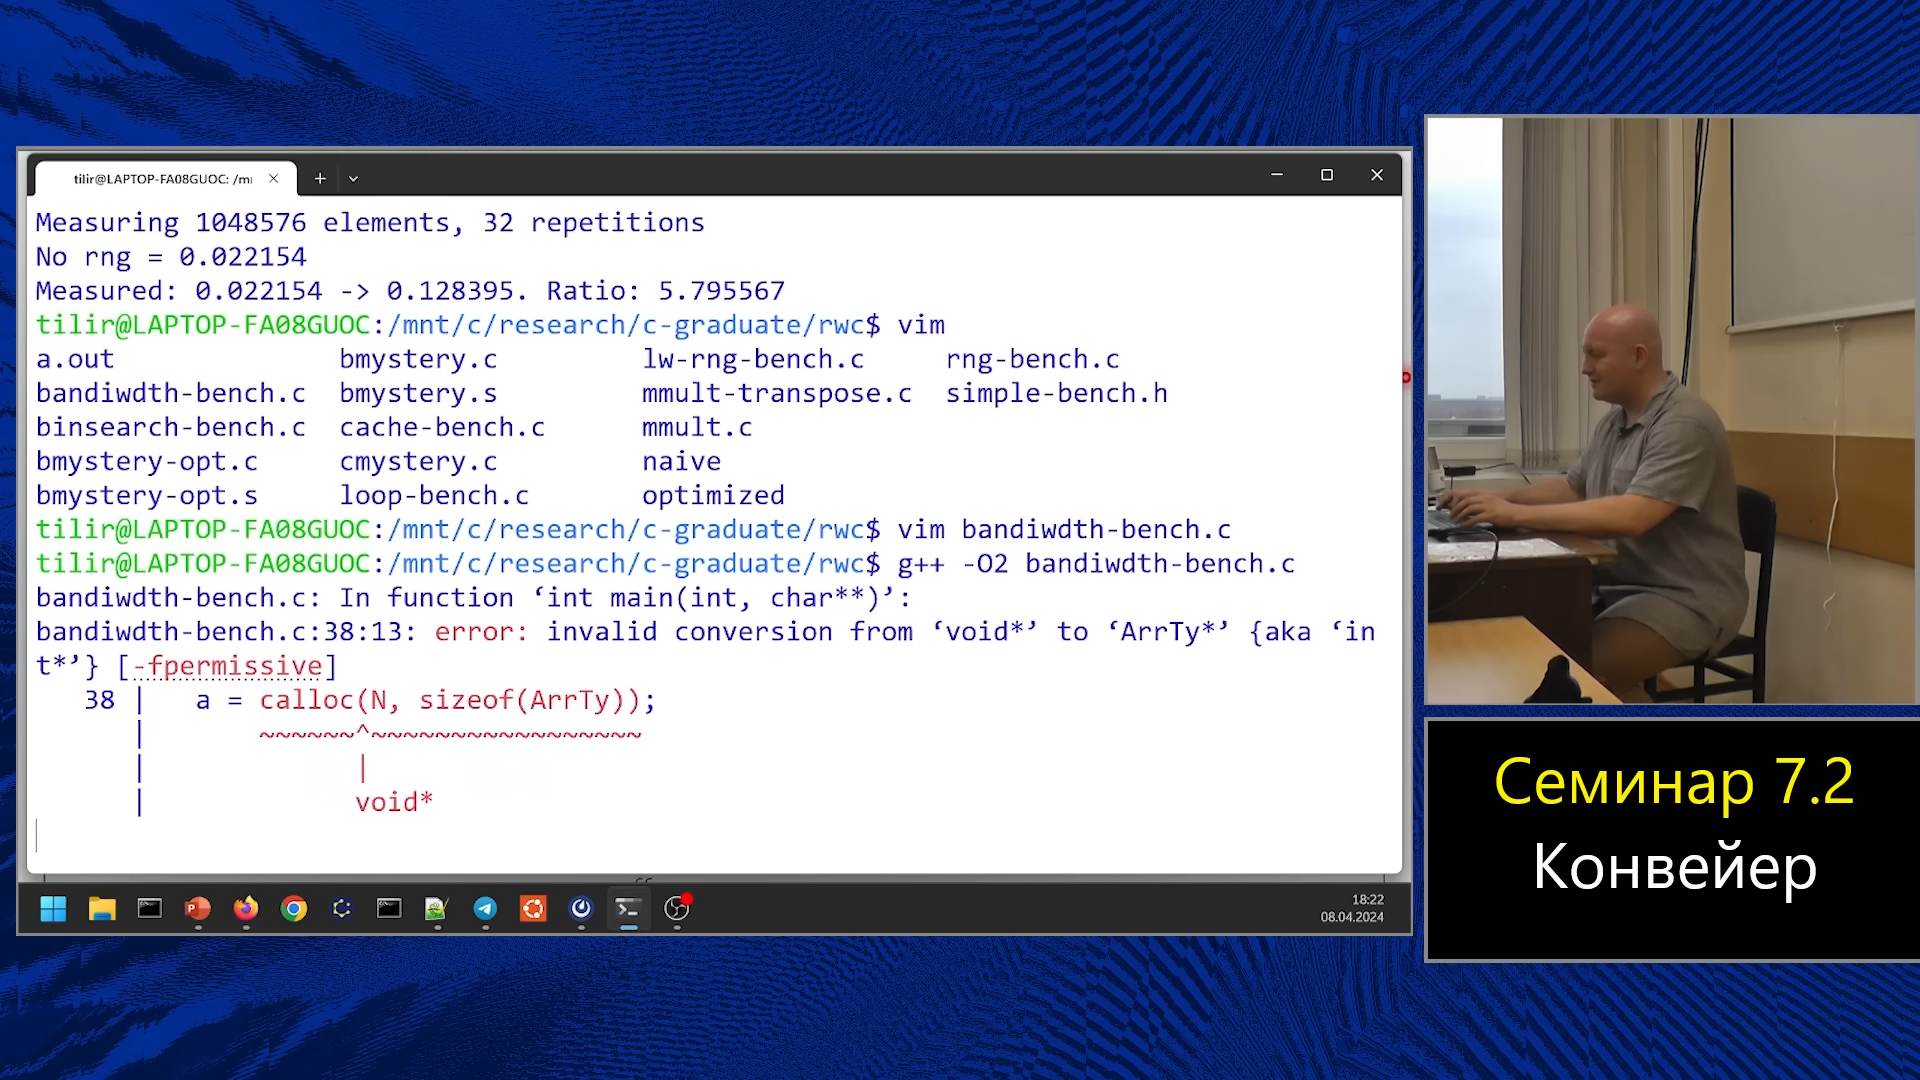 tilir@LAPTOP-FA08GUOC: /m
Measuring 1048576 elements, 32 repetitions
No rng = 0.022154
Measured: 0.022154 -> 0.128395. Ratio: 5.795567
tilir@LAPTOP-FA08GUOC:/mnt/c/research/c-graduate/rwc$ vim
a.out bmystery.c lw-rng-bench.c rng-bench.c
bandiwdth-bench.c bmystery.s mmult-transpose.c simple-bench.h
binsearch-bench.c cache-bench.c mmult.c
bmystery-opt.c cmystery.c naive
bmystery-opt.s loop-bench.c optimized
tilir@LAPTOP-FA08GUOC:/mnt/c/research/c-graduate/rwc$ vim bandiwdth-bench.c
tilir@LAPTOP-FA08GUOC:/mnt/c/research/c-graduate/rwc$ g++ -O2 bandiwdth-bench.c
bandiwdth-bench.c: In function ‘int main(int, char**)’:
bandiwdth-bench.c:38:13: error: invalid conversion from ‘void*’ to ‘ArrTy*’ {aka ‘in
t*’} [-fpermissive]
38 | a = calloc(N, sizeof(ArrTy));
| ~~~~~~^~~~~~~~~~~~~~~~~~
| |
| void*
18:22
08.04.2024
Семинар 7.2
Конвейер